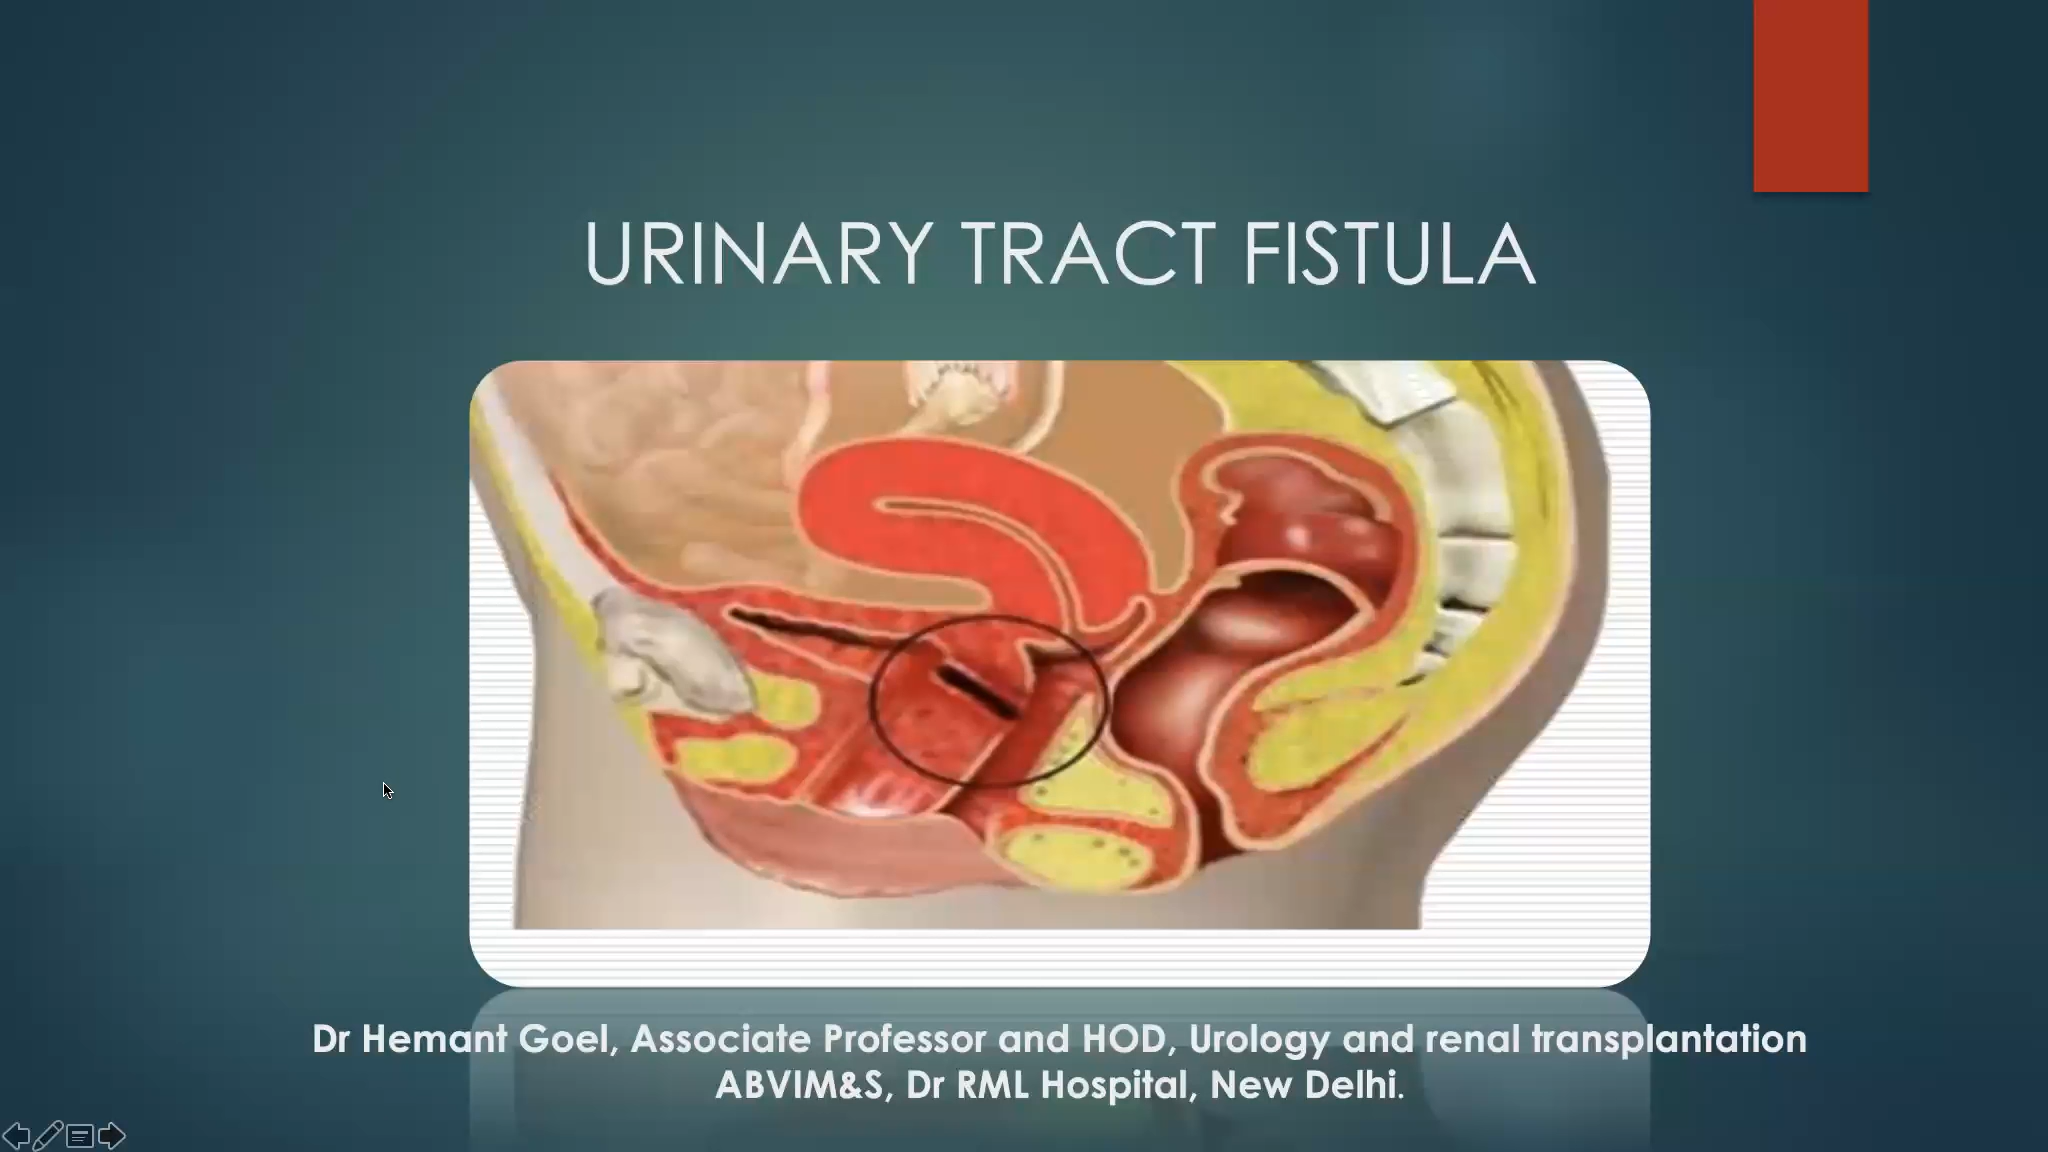 URINARY TRACT FISTULA
Dr Hemant Goel, Associate Professor and HOD, Urology and renal transplantation
ABVIM&S, Dr RML Hospital, New Delhi.